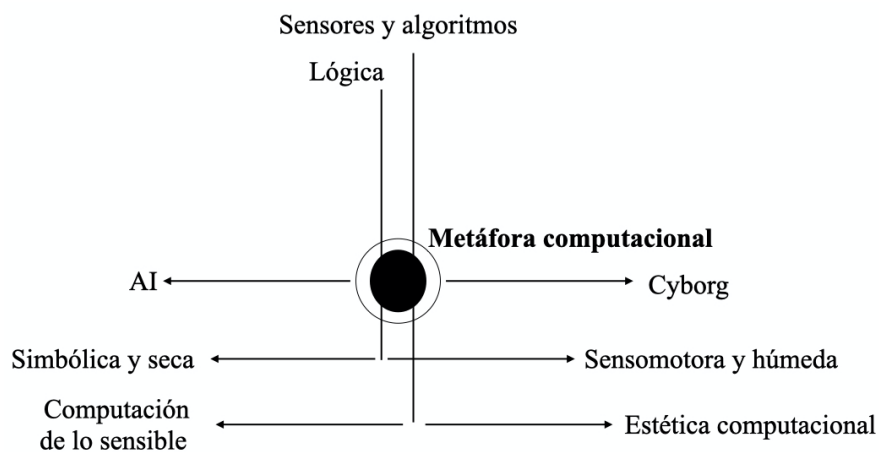 Sensores y algoritmos
Lógica
Metáfora computacional
AI
Cyborg
Simbólica y seca
Sensomotora y húmeda
Computación
de lo sensible
Estética computacional